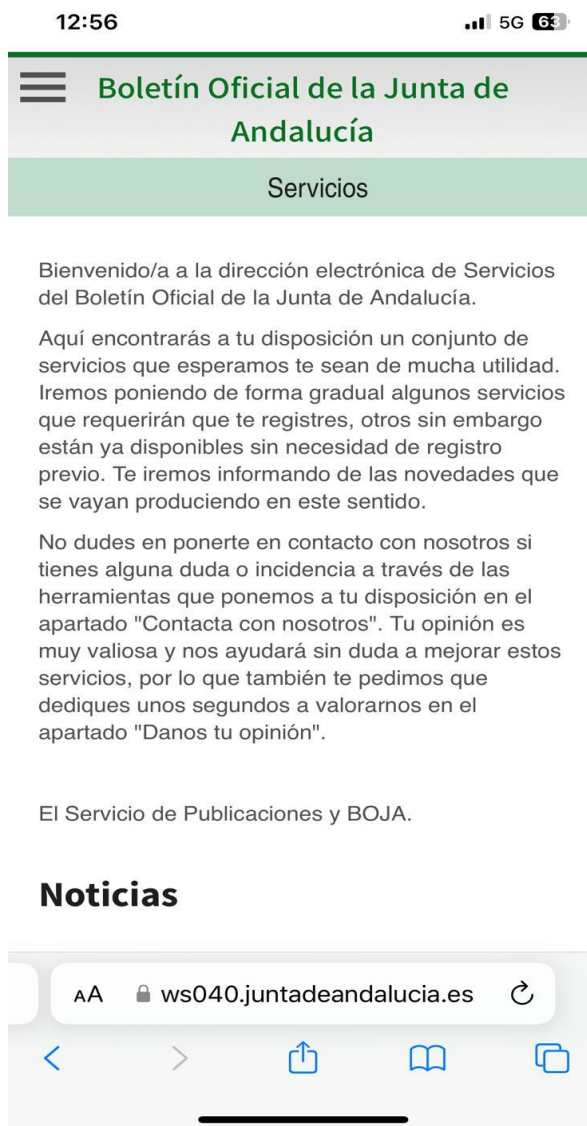 12:56
5G 63
Boletín Oficial de la Junta de
Andalucía
Servicios
Bienvenido/a a la dirección electrónica de Servicios
del Boletín Oficial de la Junta de Andalucía.
Aquí encontrarás a tu disposición un conjunto de
servicios que esperamos te sean de mucha utilidad.
Iremos poniendo de forma gradual algunos servicios
que requerirán que te registres, otros sin embargo
están ya disponibles sin necesidad de registro
previo. Te iremos informando de las novedades que
se vayan produciendo en este sentido.
No dudes en ponerte en contacto con nosotros si
tienes alguna duda o incidencia a través de las
herramientas que ponemos a tu disposición en el
apartado "Contacta con nosotros". Tu opinión es
muy valiosa y nos ayudará sin duda a mejorar estos
servicios, por lo que también te pedimos que
dediques unos segundos a valorarnos en el
apartado "Danos tu opinión".
El Servicio de Publicaciones y BOJA.
Noticias
AA ws040.juntadeandalucia.es